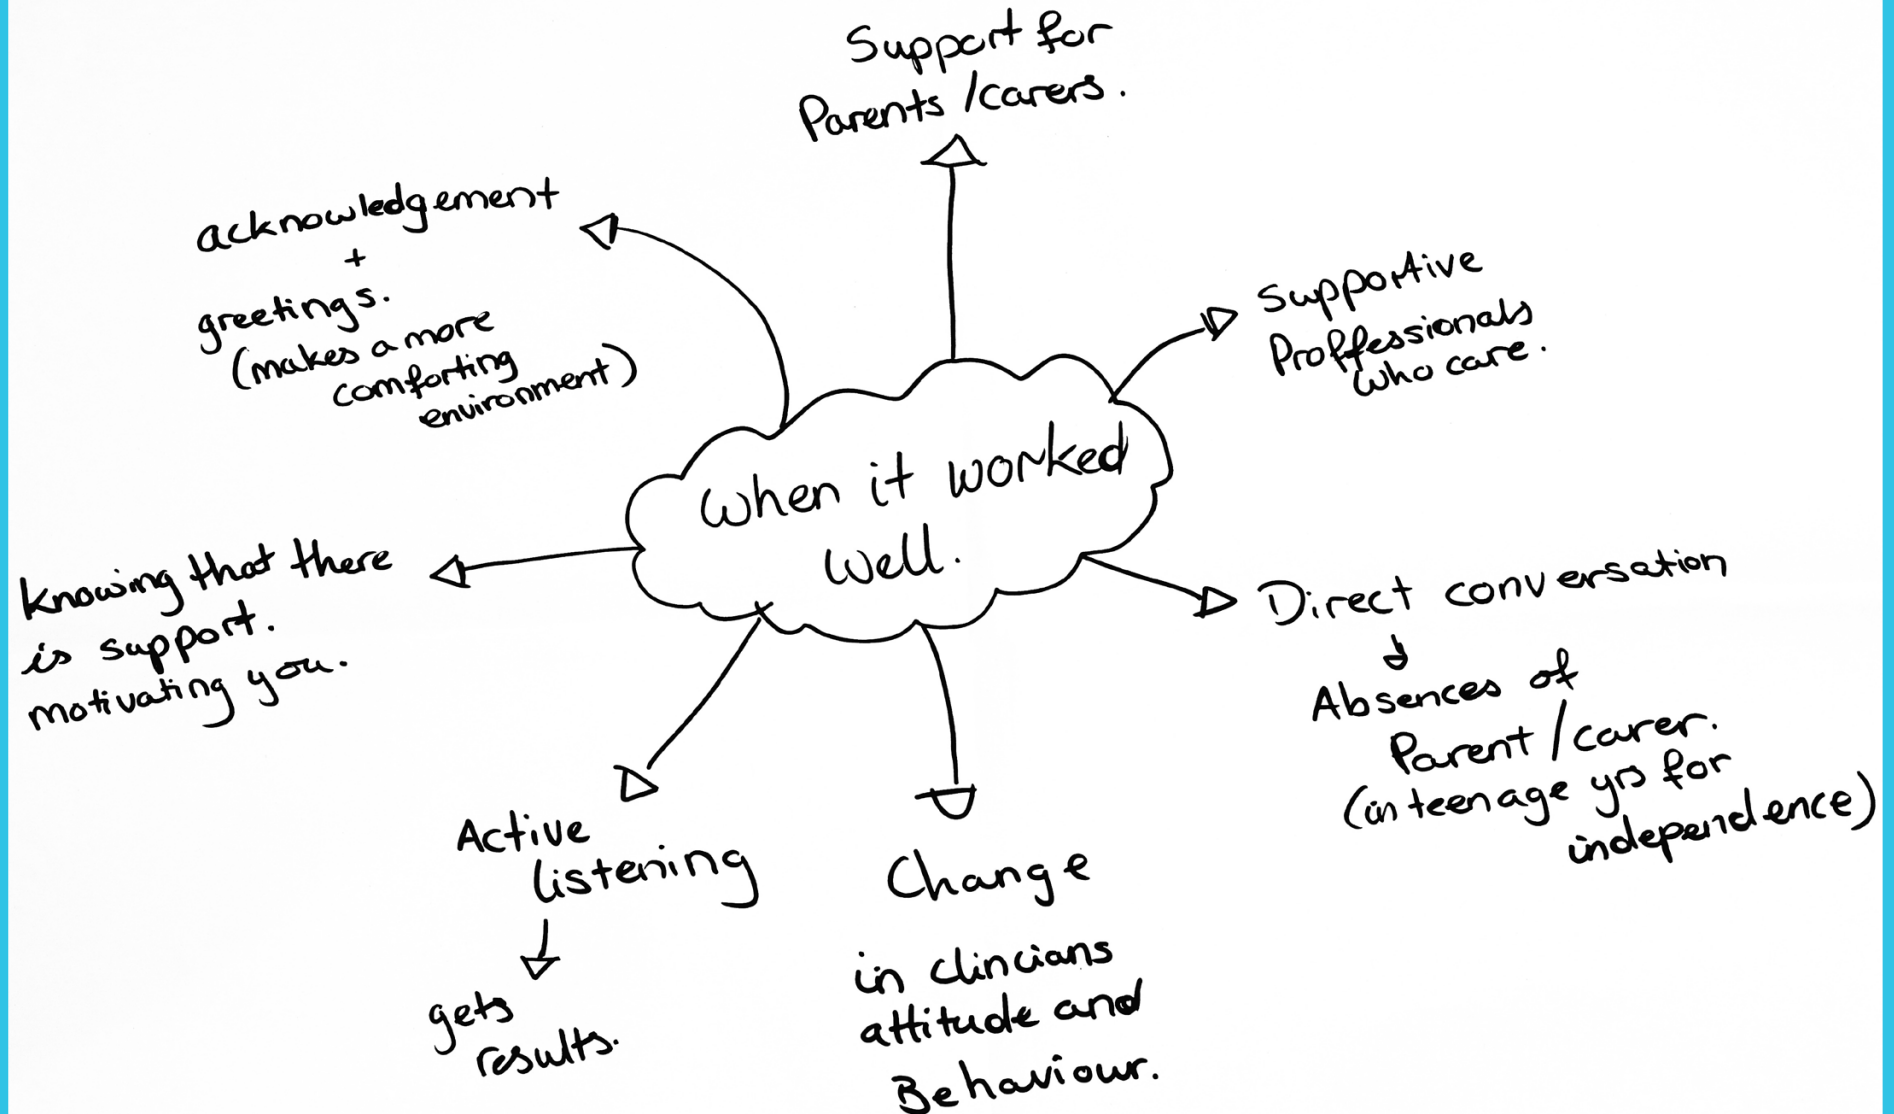 Support for
Parents / carers.
acknowledgement
+
greetings.
(makes a more
comforting
environment)
Supportive
Proffessionals
who care.
When it worked
well.
Knowing that there
is support.
motivating you.
Direct conversation
Absences of
Parent / carer.
(in teenage yrs for
independence)
Active
listening
gets
results.
Change
in clincians
attitude and
Behaviour.